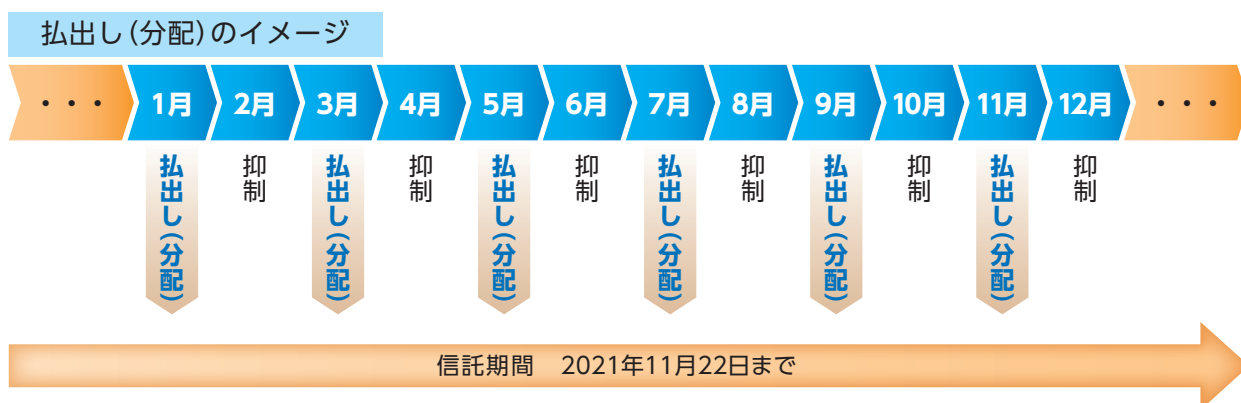 払出し(分配)のイメージ
・・・ 1月 2月 3月 4月 5月 6月 7月 8月 9月 10月 11月 12月 ・・・
払出し(分配)
抑制
払出し(分配)
抑制
払出し(分配)
抑制
払出し(分配)
抑制
払出し(分配)
抑制
払出し(分配)
抑制
信託期間 2021年11月22日まで